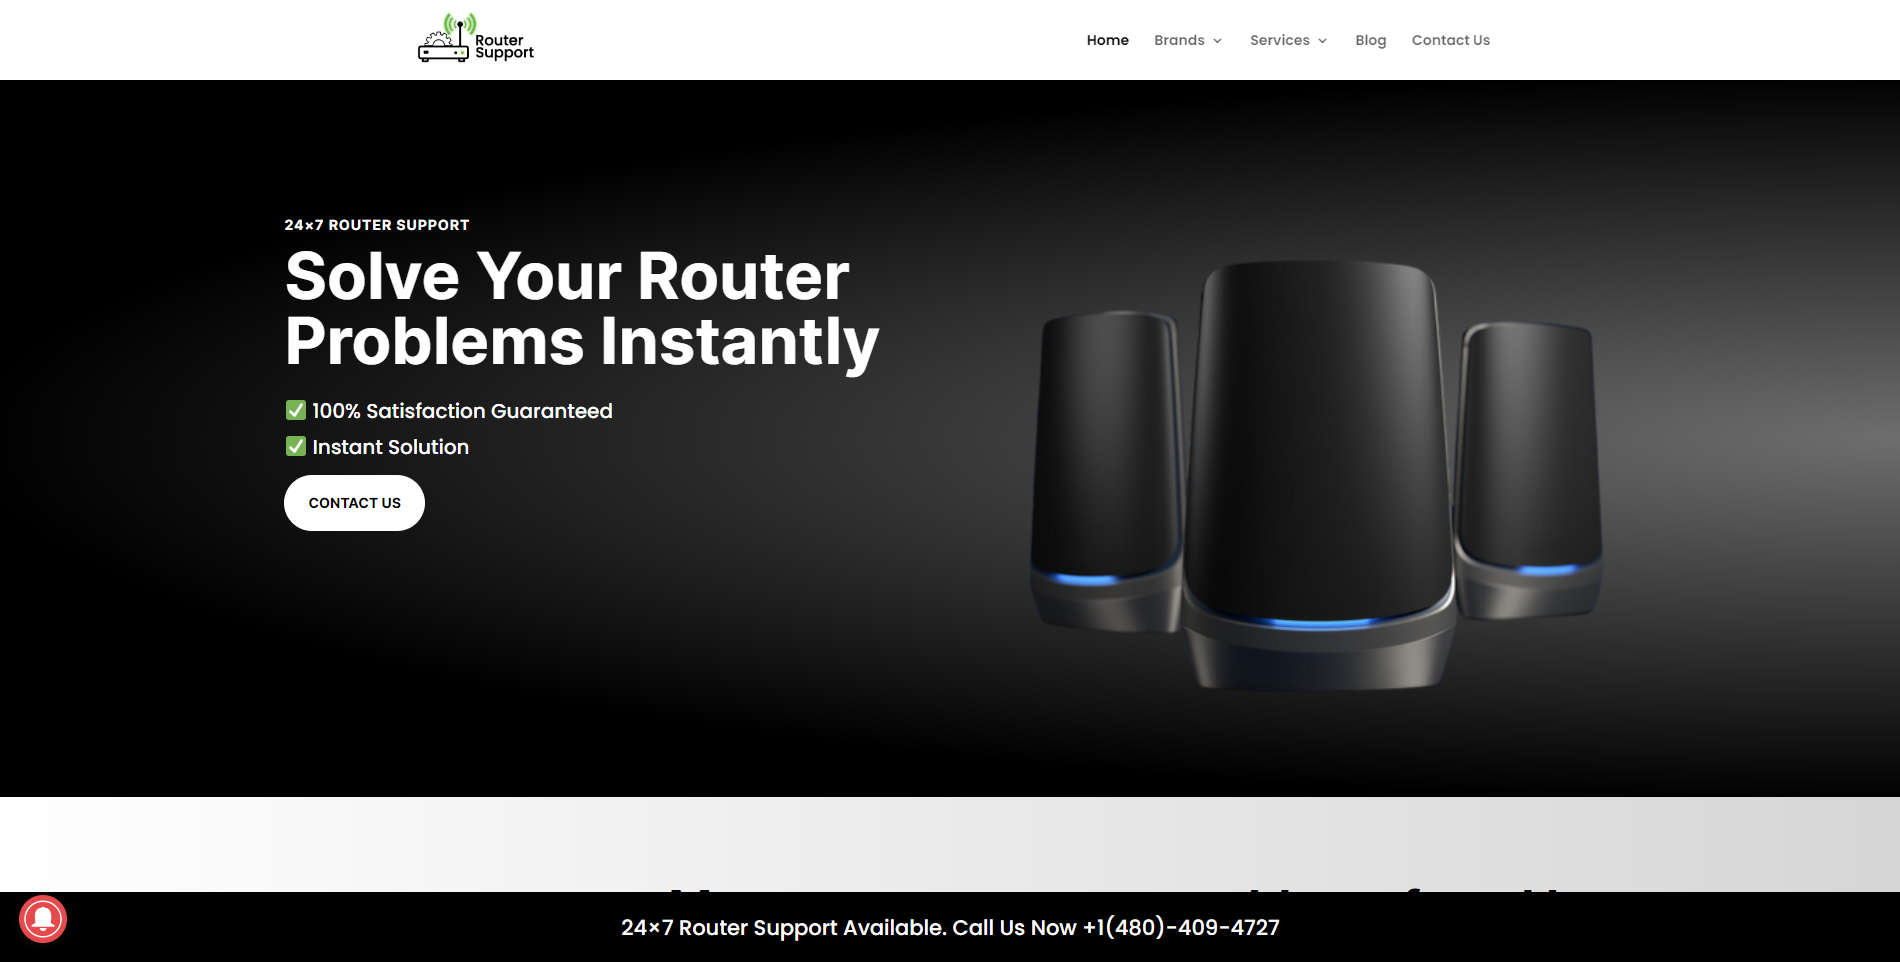 Router
Support
Home
Brands
Services
Blog
Contact Us
24×7 ROUTER SUPPORT
Solve Your Router
Problems Instantly
✅ 100% Satisfaction Guaranteed
✅ Instant Solution
CONTACT US
24×7 Router Support Available. Call Us Now +1(480)-409-4727